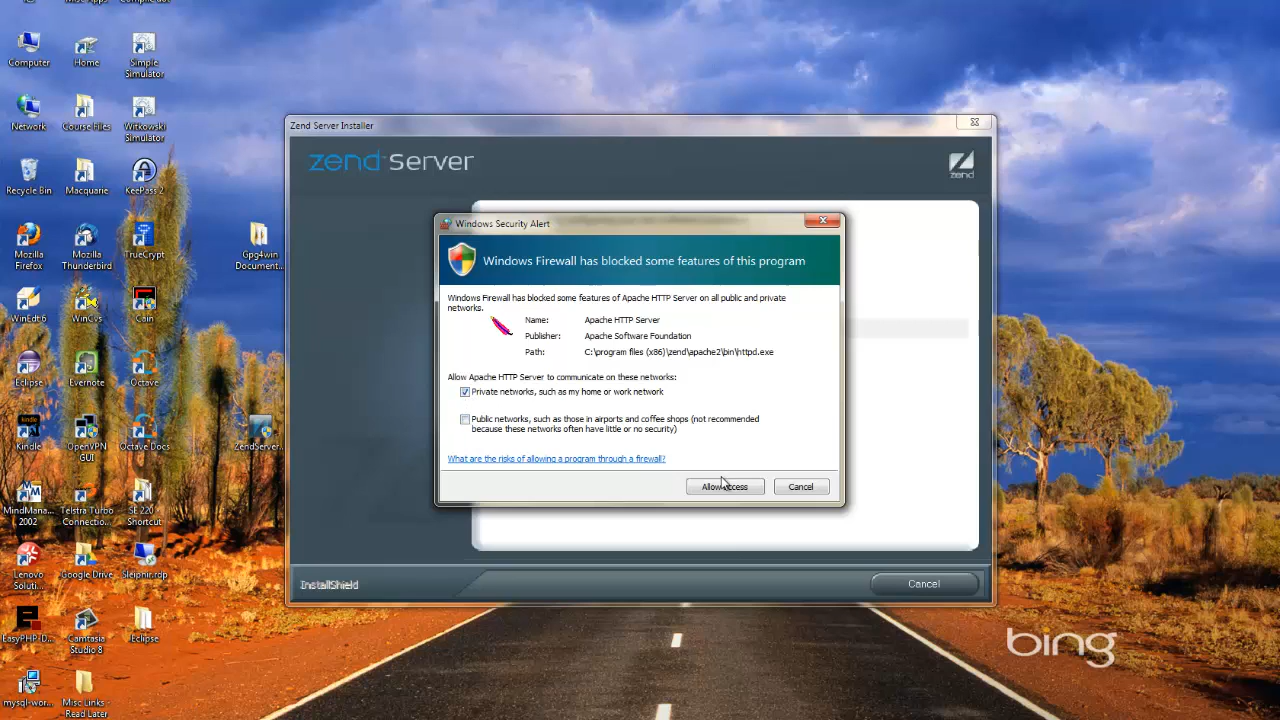 Computer
Home
Simple
Simulator
Network
Course Files
Witkowski
Simulator
Recycle Bin
Macquarie
KeePass 2
Mozilla
Firefox
Mozilla
Thunderbird
TrueCrypt
Gpg4win
Document...
WinEdt 6
WinCvs
Cain
Eclipse
Evernote
Octave
Kindle
OpenVPN
GUI
Octave Docs
ZendServer...
MindMana...
2002
Telstra Turbo
Connectio...
SE 220 -
Shortcut
Lenovo
Soluti...
Google Drive
Sleipnir.rdp
EasyPHP-D...
Camtasia
Studio 8
Eclipse
mysql-wor...
Misc Links -
Read Later
Zend Server Installer
zend Server
zend
Windows Security Alert
Windows Firewall has blocked some features of this program
Windows Firewall has blocked some features of Apache HTTP Server on all public and private
networks.
Name: Apache HTTP Server
Publisher: Apache Software Foundation
Path: C:\program files (x86)\zend\apache2\bin\httpd.exe
Allow Apache HTTP Server to communicate on these networks:
Private networks, such as my home or work network
Public networks, such as those in airports and coffee shops (not recommended
because these networks often have little or no security)
What are the risks of allowing a program through a firewall?
Allow access
Cancel
InstallShield
Cancel
bing